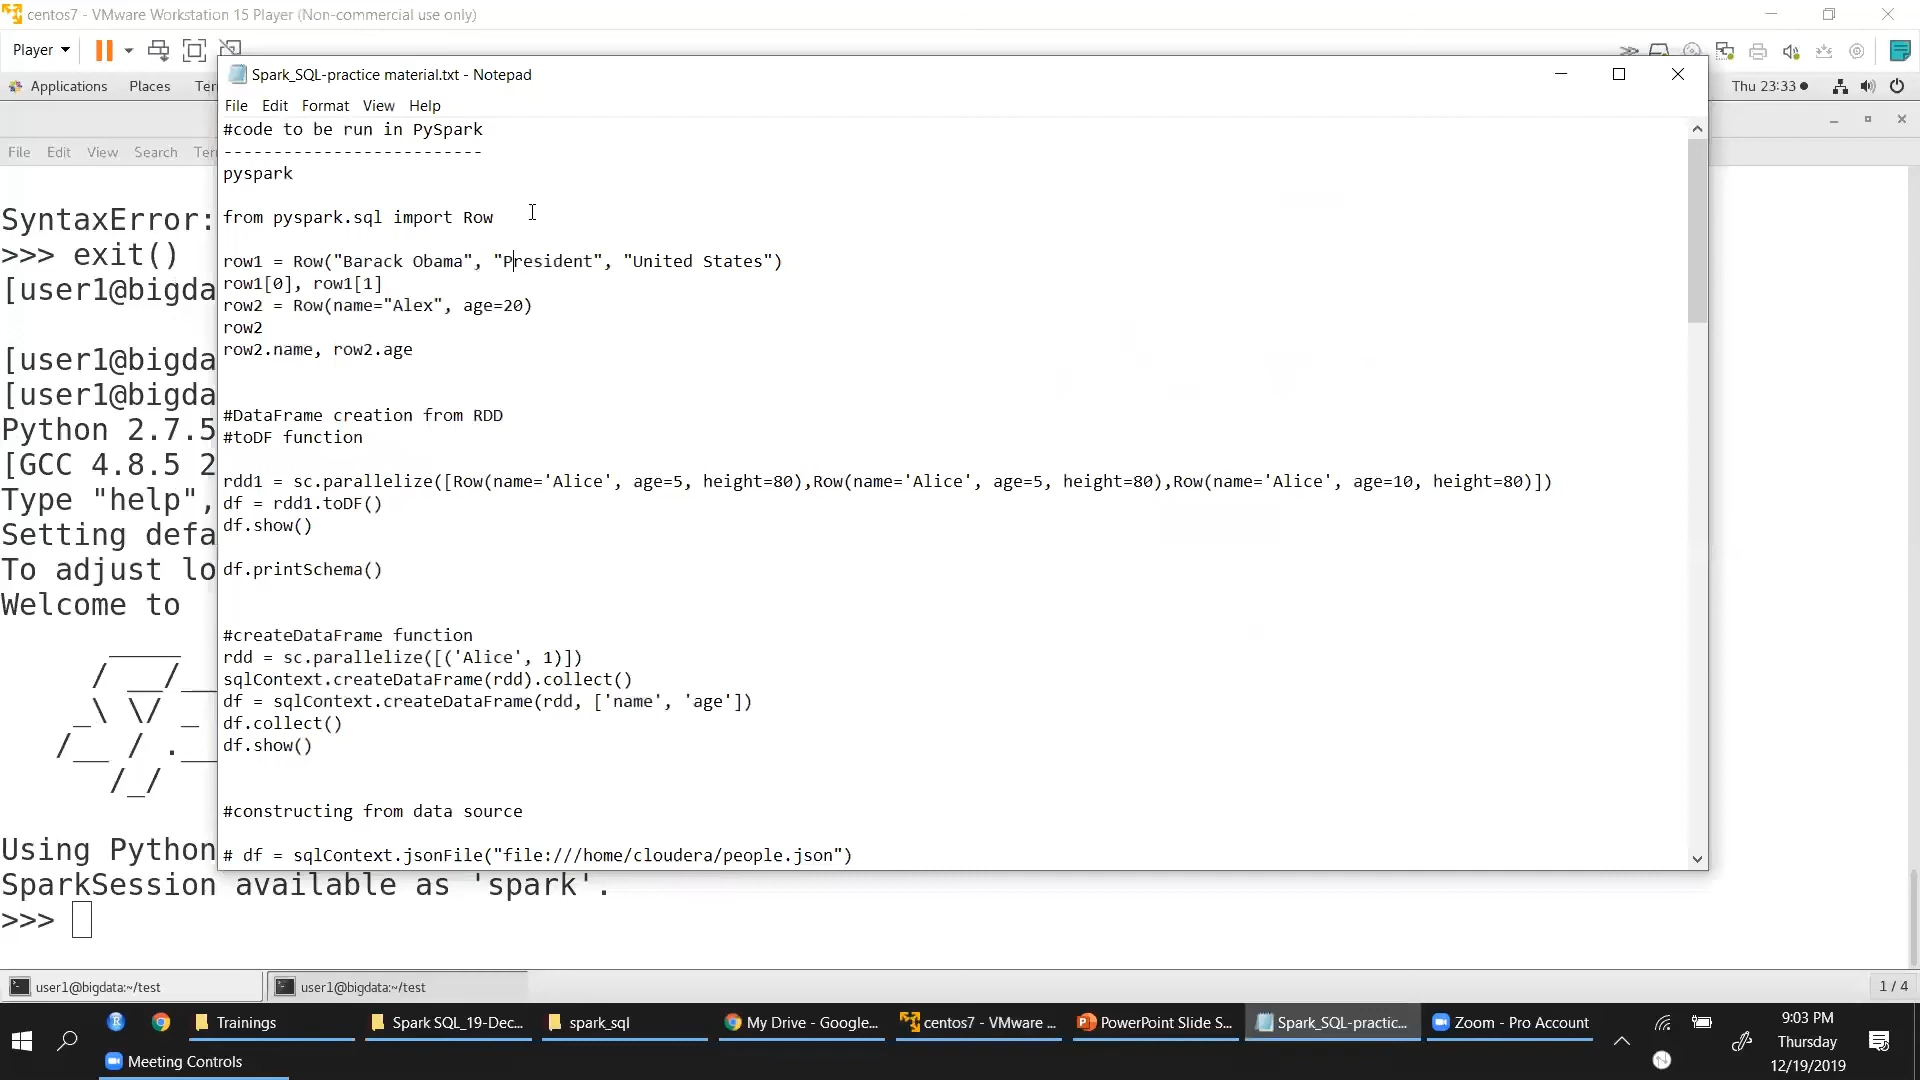 centos7 - VMware Workstation 15 Player (Non-commercial use only)
Player
Applications Places Ter
Thu 23:33
Spark_SQL-practice material.txt - Notepad
File Edit Format View Help
#code to be run in PySpark
--------------------------
pyspark
from pyspark.sql import Row
row1 = Row("Barack Obama", "President", "United States")
row1[0], row1[1]
row2 = Row(name="Alex", age=20)
row2
row2.name, row2.age
#DataFrame creation from RDD
#toDF function
rdd1 = sc.parallelize([Row(name='Alice', age=5, height=80),Row(name='Alice', age=5, height=80),Row(name='Alice', age=10, height=80)])
df = rdd1.toDF()
df.show()
df.printSchema()
#createDataFrame function
rdd = sc.parallelize([('Alice', 1)])
sqlContext.createDataFrame(rdd).collect()
df = sqlContext.createDataFrame(rdd, ['name', 'age'])
df.collect()
df.show()
#constructing from data source
# df = sqlContext.jsonFile("file:///home/cloudera/people.json")
File Edit View Search Ter
SyntaxError:
>>> exit()
[user1@bigda
[user1@bigda
[user1@bigda
Python 2.7.5
[GCC 4.8.5 2
Type "help",
Setting defa
To adjust lo
Welcome to
Using Python
SparkSession available as 'spark'.
>>>
user1@bigdata:~/test
user1@bigdata:~/test
1 / 4
Trainings
Spark SQL_19-Dec...
spark_sql
My Drive - Google...
centos7 - VMware ...
PowerPoint Slide S...
Spark_SQL-practic...
Zoom - Pro Account
Meeting Controls
9:03 PM
Thursday
12/19/2019